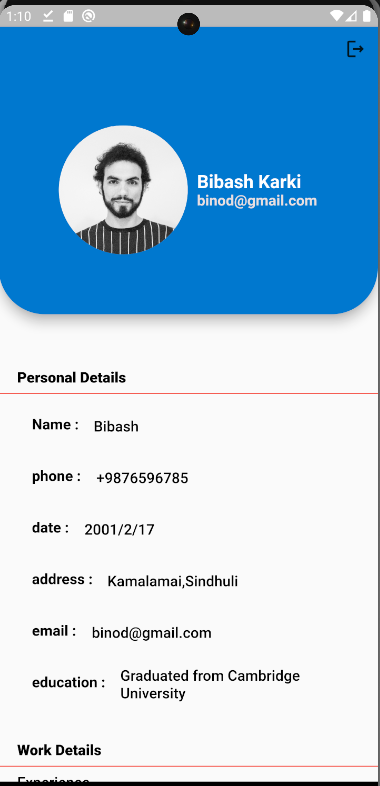 1:10
Bibash Karki
binod@gmail.com
Personal Details
Name : Bibash
phone : +9876596785
date : 2001/2/17
address : Kamalamai,Sindhuli
email : binod@gmail.com
education : Graduated from Cambridge
University
Work Details
Experience